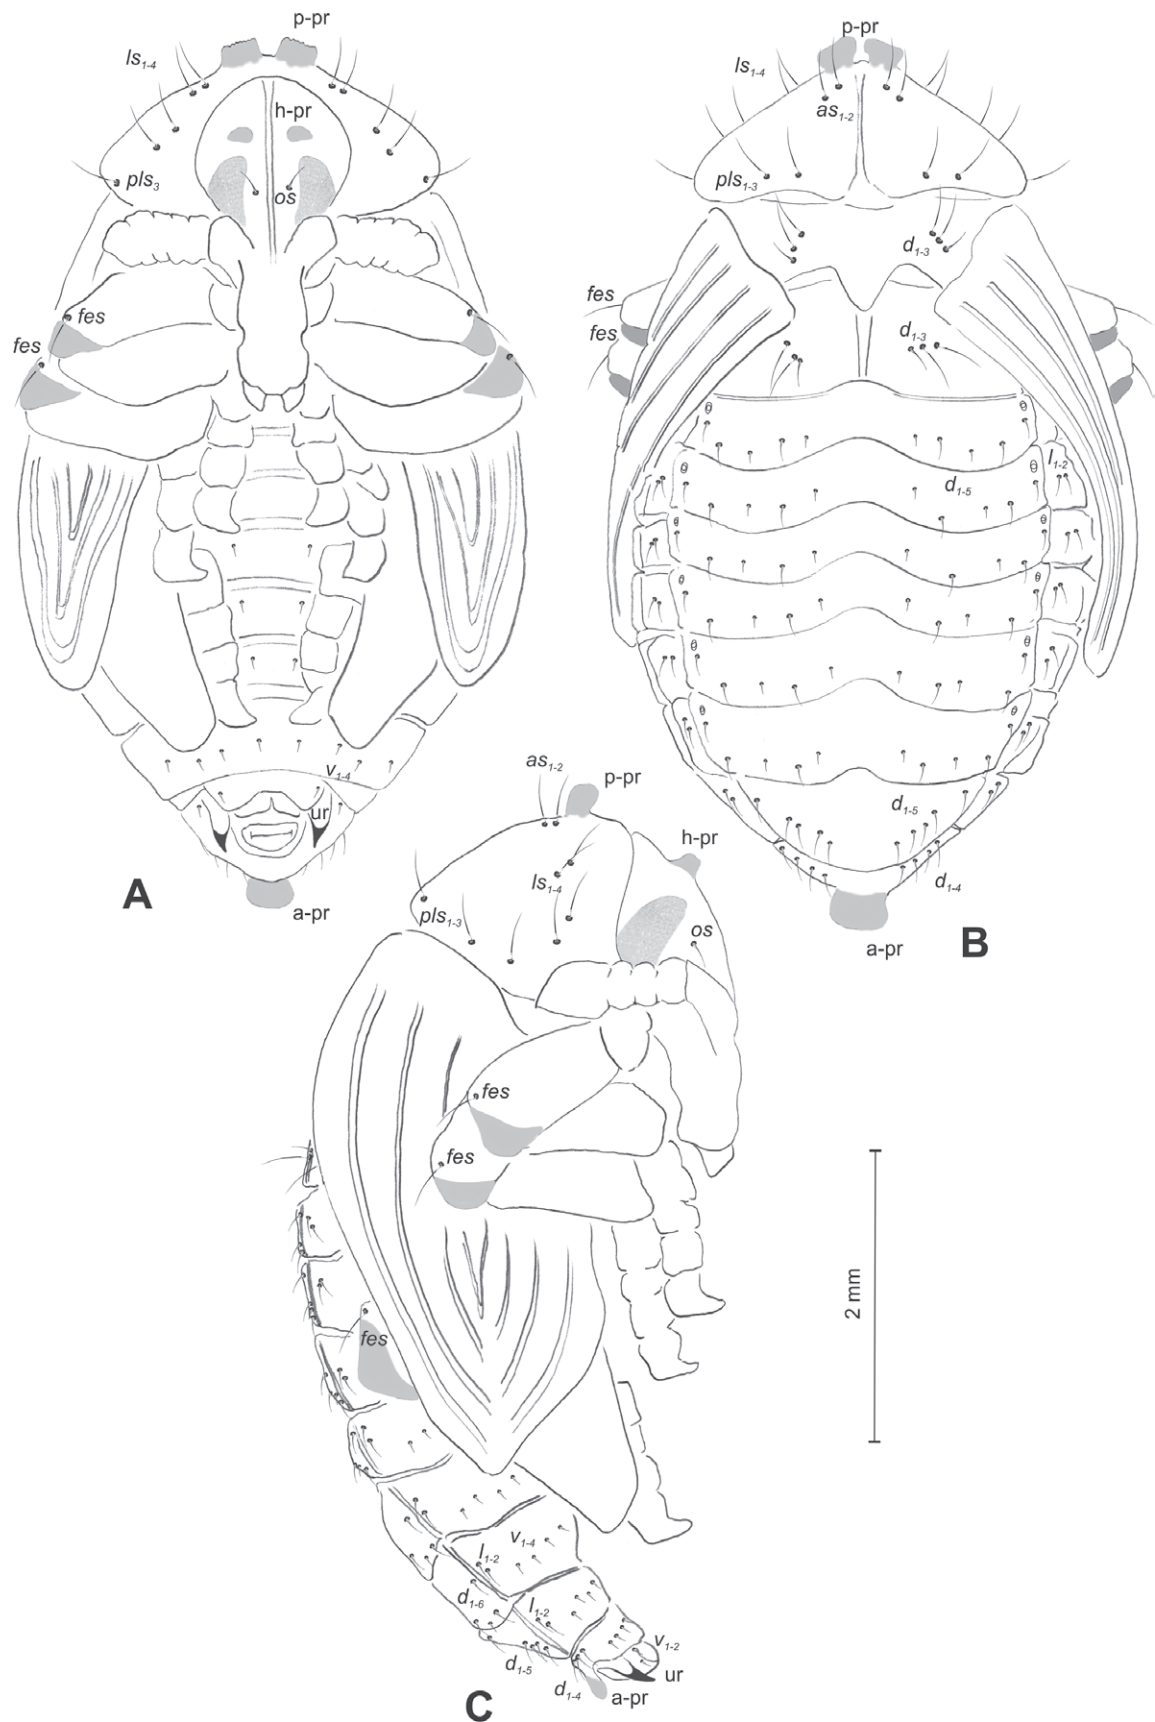 p-pr
ls1-4
h-pr
pls3
os
fes
fes
v1-4
ur
A
a-pr
p-pr
ls1-4
as1-2
pls1-3
d1-3
fes
fes
d1-3
l1-2
d1-5
d1-5
d1-4
B
a-pr
as1-2
p-pr
h-pr
ls1-4
pls1-3
os
fes
fes
2 mm
fes
v1-4
l1-2
d1-6
l1-2
v1-2
d1-5
ur
d1-4
a-pr
C